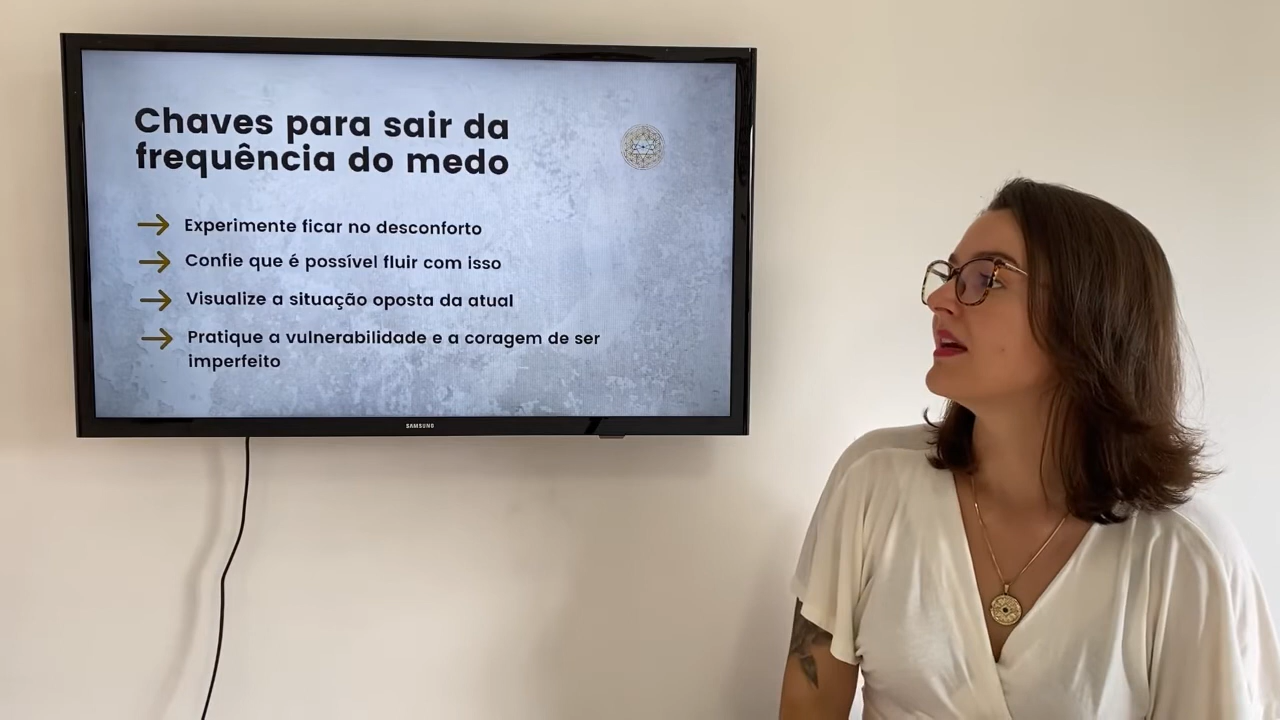 Chaves para sair da
frequência do medo
Experimente ficar no desconforto
Confie que é possível fluir com isso
Visualize a situação oposta da atual
Pratique a vulnerabilidade e a coragem de ser
imperfeito
SAMSUNG